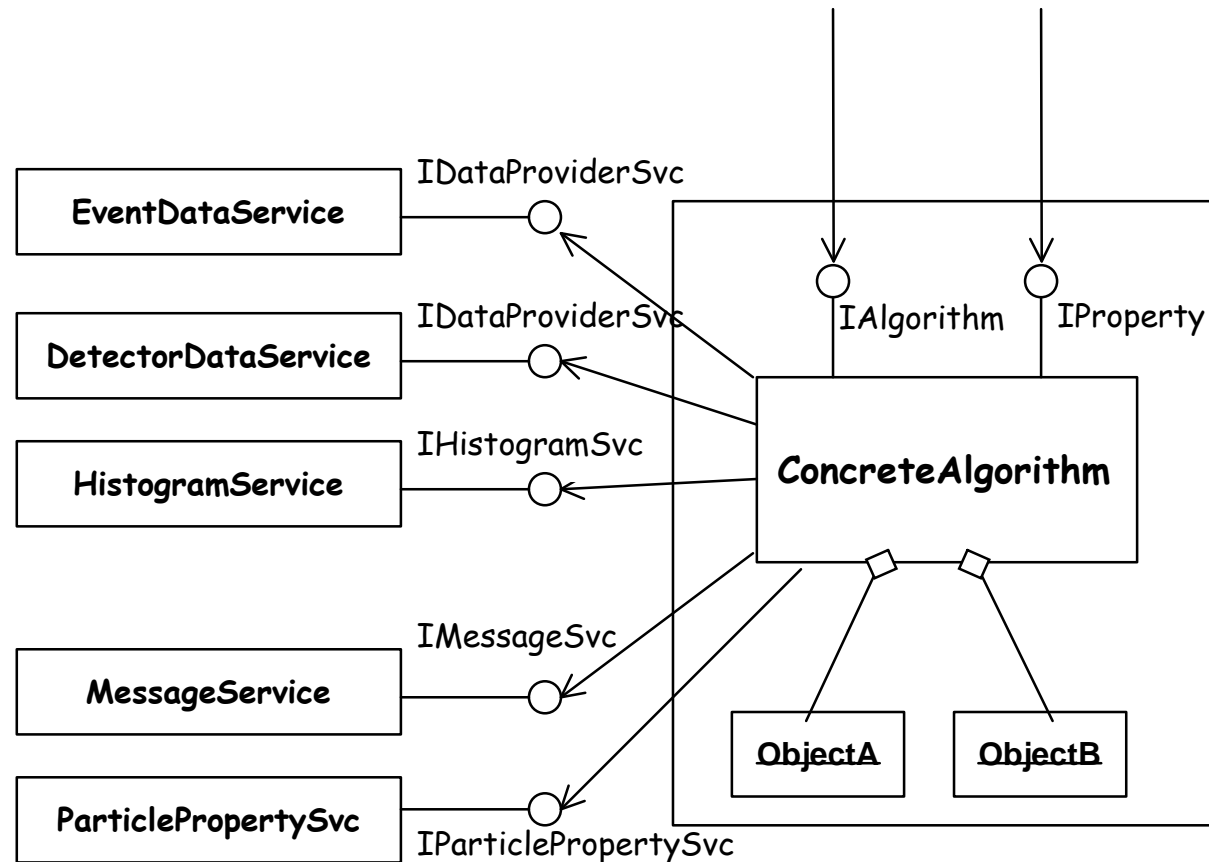 IDataProviderSvc
EventDataService
IAlgorithm
IProperty
IDataProviderSvc
DetectorDataService
IHistogramSvc
HistogramService
ConcreteAlgorithm
IMessageSvc
MessageService
ObjectA
ObjectB
ParticlePropertySvc
IParticlePropertySvc